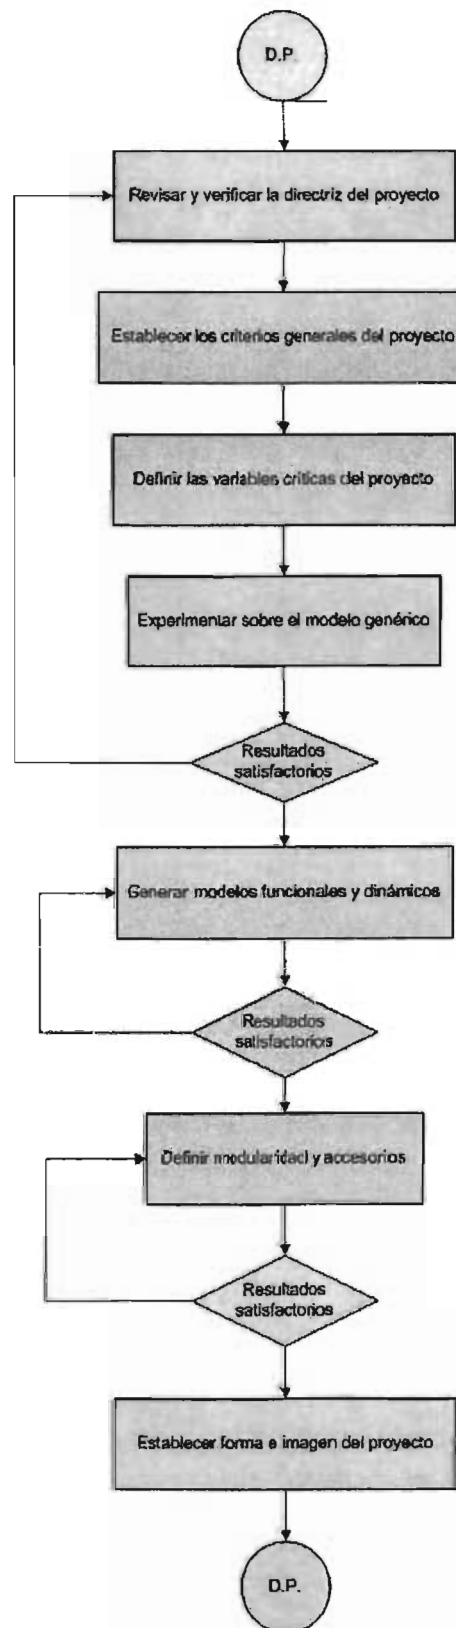 D.P.
Revisar y verificar la directriz del proyecto
Establecer los criterios generales del proyecto
Definir las variables críticas del proyecto
Experimentar sobre el modelo genérico
Resultados
satisfactorios
Generar modelos funcionales y dinámicos
Resultados
satisfactorios
Definir modularidad y accesorios
Resultados
satisfactorios
Establecer forma e imagen del proyecto
D.P.